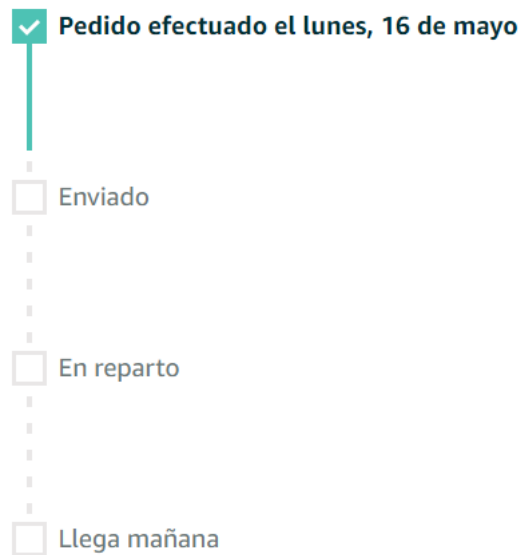 Pedido efectuado el lunes, 16 de mayo
Enviado
En reparto
Llega mañana